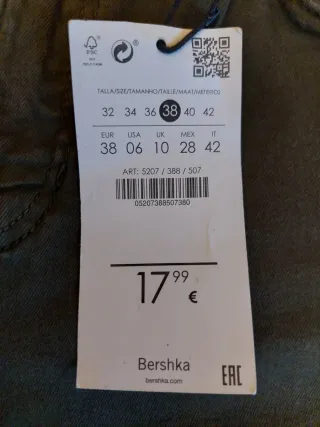 FSC
TALLA/SIZE/TAMANHO/TAILLE/MAAT/
32 34 36 38 40 42
EUR USA UK MEX IT
38 06 10 28 42
ART: 5207 / 388 / 507
05207388507380
17 99 €
Bershka
bershka.com
EAC